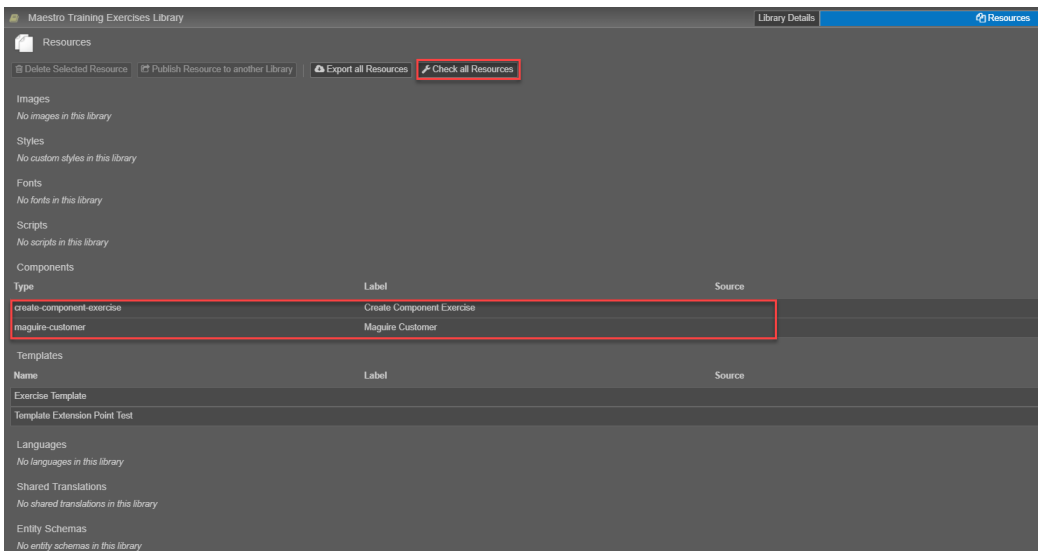 Maestro Training Exercises Library Library Details Resources
Resources
Delete Selected Resource Publish Resource to another Library Export all Resources Check all Resources
Images
No images in this library
Styles
No custom styles in this library
Fonts
No fonts in this library
Scripts
No scripts in this library
Components
Type Label Source
create-component-exercise Create Component Exercise
maguire-customer Maguire Customer
Templates
Name Label Source
Exercise Template
Template Extension Point Test
Languages
No languages in this library
Shared Translations
No shared translations in this library
Entity Schemas
No entity schemas in this library